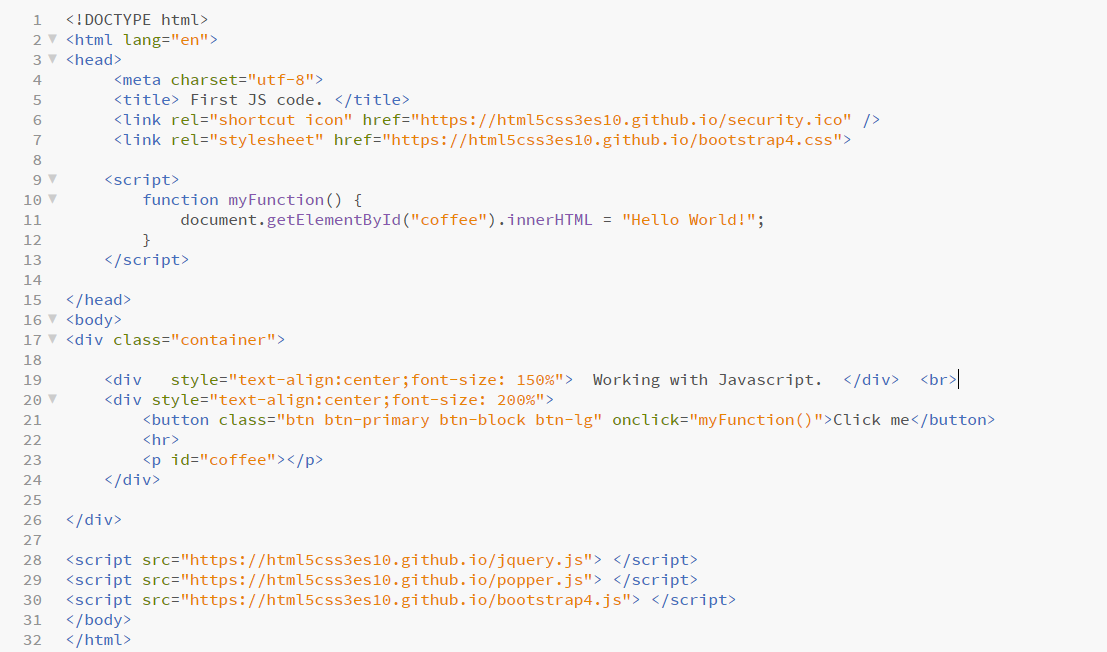 1 <!DOCTYPE html>
2 <html lang="en">
3 <head>
4 <meta charset="utf-8">
5 <title> First JS code. </title>
6 <link rel="shortcut icon" href="https://html5css3es10.github.io/security.ico" />
7 <link rel="stylesheet" href="https://html5css3es10.github.io/bootstrap4.css">
8
9 <script>
10 function myFunction() {
11 document.getElementById("coffee").innerHTML = "Hello World!";
12 }
13 </script>
14
15 </head>
16 <body>
17 <div class="container">
18
19 <div   style="text-align:center;font-size: 150%">  Working with Javascript.  </div>  <br>
20 <div style="text-align:center;font-size: 200%">
21 <button class="btn btn-primary btn-block btn-lg" onclick="myFunction()">Click me</button>
22 <hr>
23 <p id="coffee"></p>
24 </div>
25
26 </div>
27
28 <script src="https://html5css3es10.github.io/jquery.js"> </script>
29 <script src="https://html5css3es10.github.io/popper.js"> </script>
30 <script src="https://html5css3es10.github.io/bootstrap4.js"> </script>
31 </body>
32 </html>